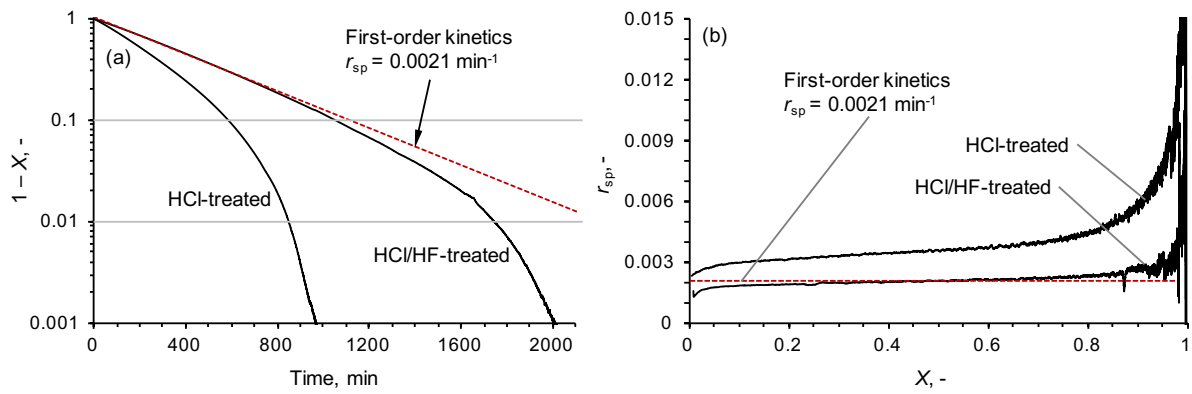 (a)
First-order kinetics
r_sp = 0.0021 min⁻¹
HCl-treated
HCl/HF-treated
1
0.1
0.01
0.001
1 – X, -
0
400
800
1200
1600
2000
Time, min
(b)
First-order kinetics
r_sp = 0.0021 min⁻¹
HCl-treated
HCl/HF-treated
0.015
0.012
0.009
0.006
0.003
0
r_sp,-
0
0.2
0.4
0.6
0.8
1
X, -